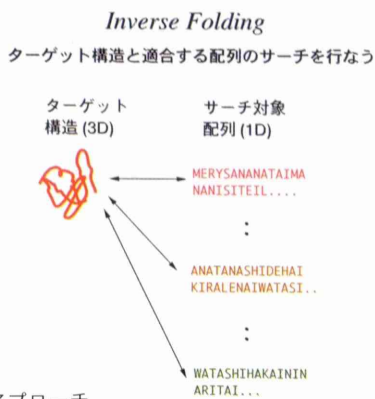 Inverse Folding
ターゲット構造と適合する配列のサーチを行なう
ターゲット
構造 (3D)
サーチ対象
配列 (1D)
MERYSANANATAIMA
NANISITEIL....
:
ANATANASHIDEHAI
KIRALENAIWATASI..
:
WATASHIHAKAININ
ARITAI...
プローチ